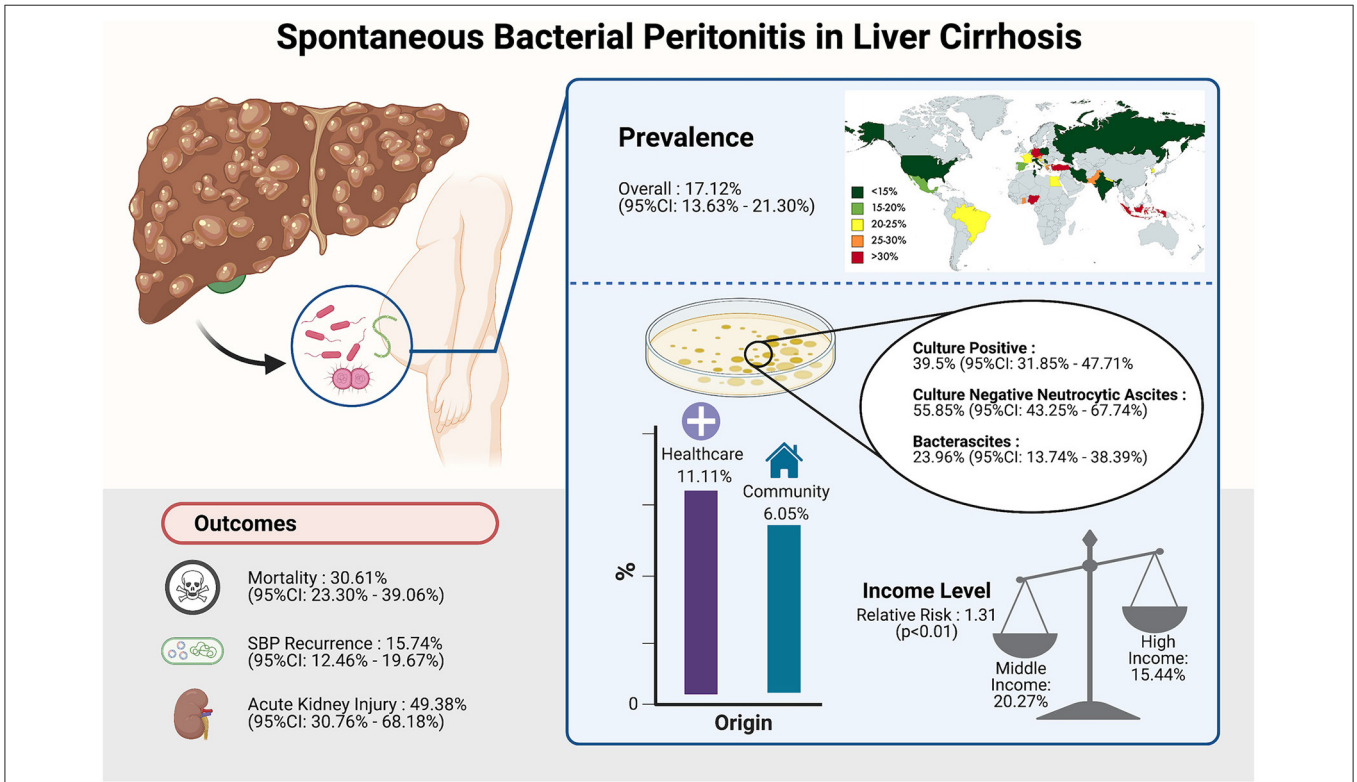 Spontaneous Bacterial Peritonitis in Liver Cirrhosis
Prevalence
Overall : 17.12%
(95%CI: 13.63% - 21.30%)
<15%
15-20%
20-25%
25-30%
>30%
Culture Positive :
39.5% (95%CI: 31.85% - 47.71%
Culture Negative Neutrocytic Ascites :
55.85% (95%CI: 43.25% - 67.74%)
Bacterascites :
23.96% (95%CI: 13.74% - 38.39%)
Healthcare
11.11%
Community
6.05%
%
0
Origin
Income Level
Relative Risk : 1.31
(p<0.01)
Middle
Income:
20.27%
High
Income:
15.44%
Outcomes
Mortality : 30.61%
(95%CI: 23.30% - 39.06%)
SBP Recurrence : 15.74%
(95%CI: 12.46% - 19.67%)
Acute Kidney Injury : 49.38%
(95%CI: 30.76% - 68.18%)